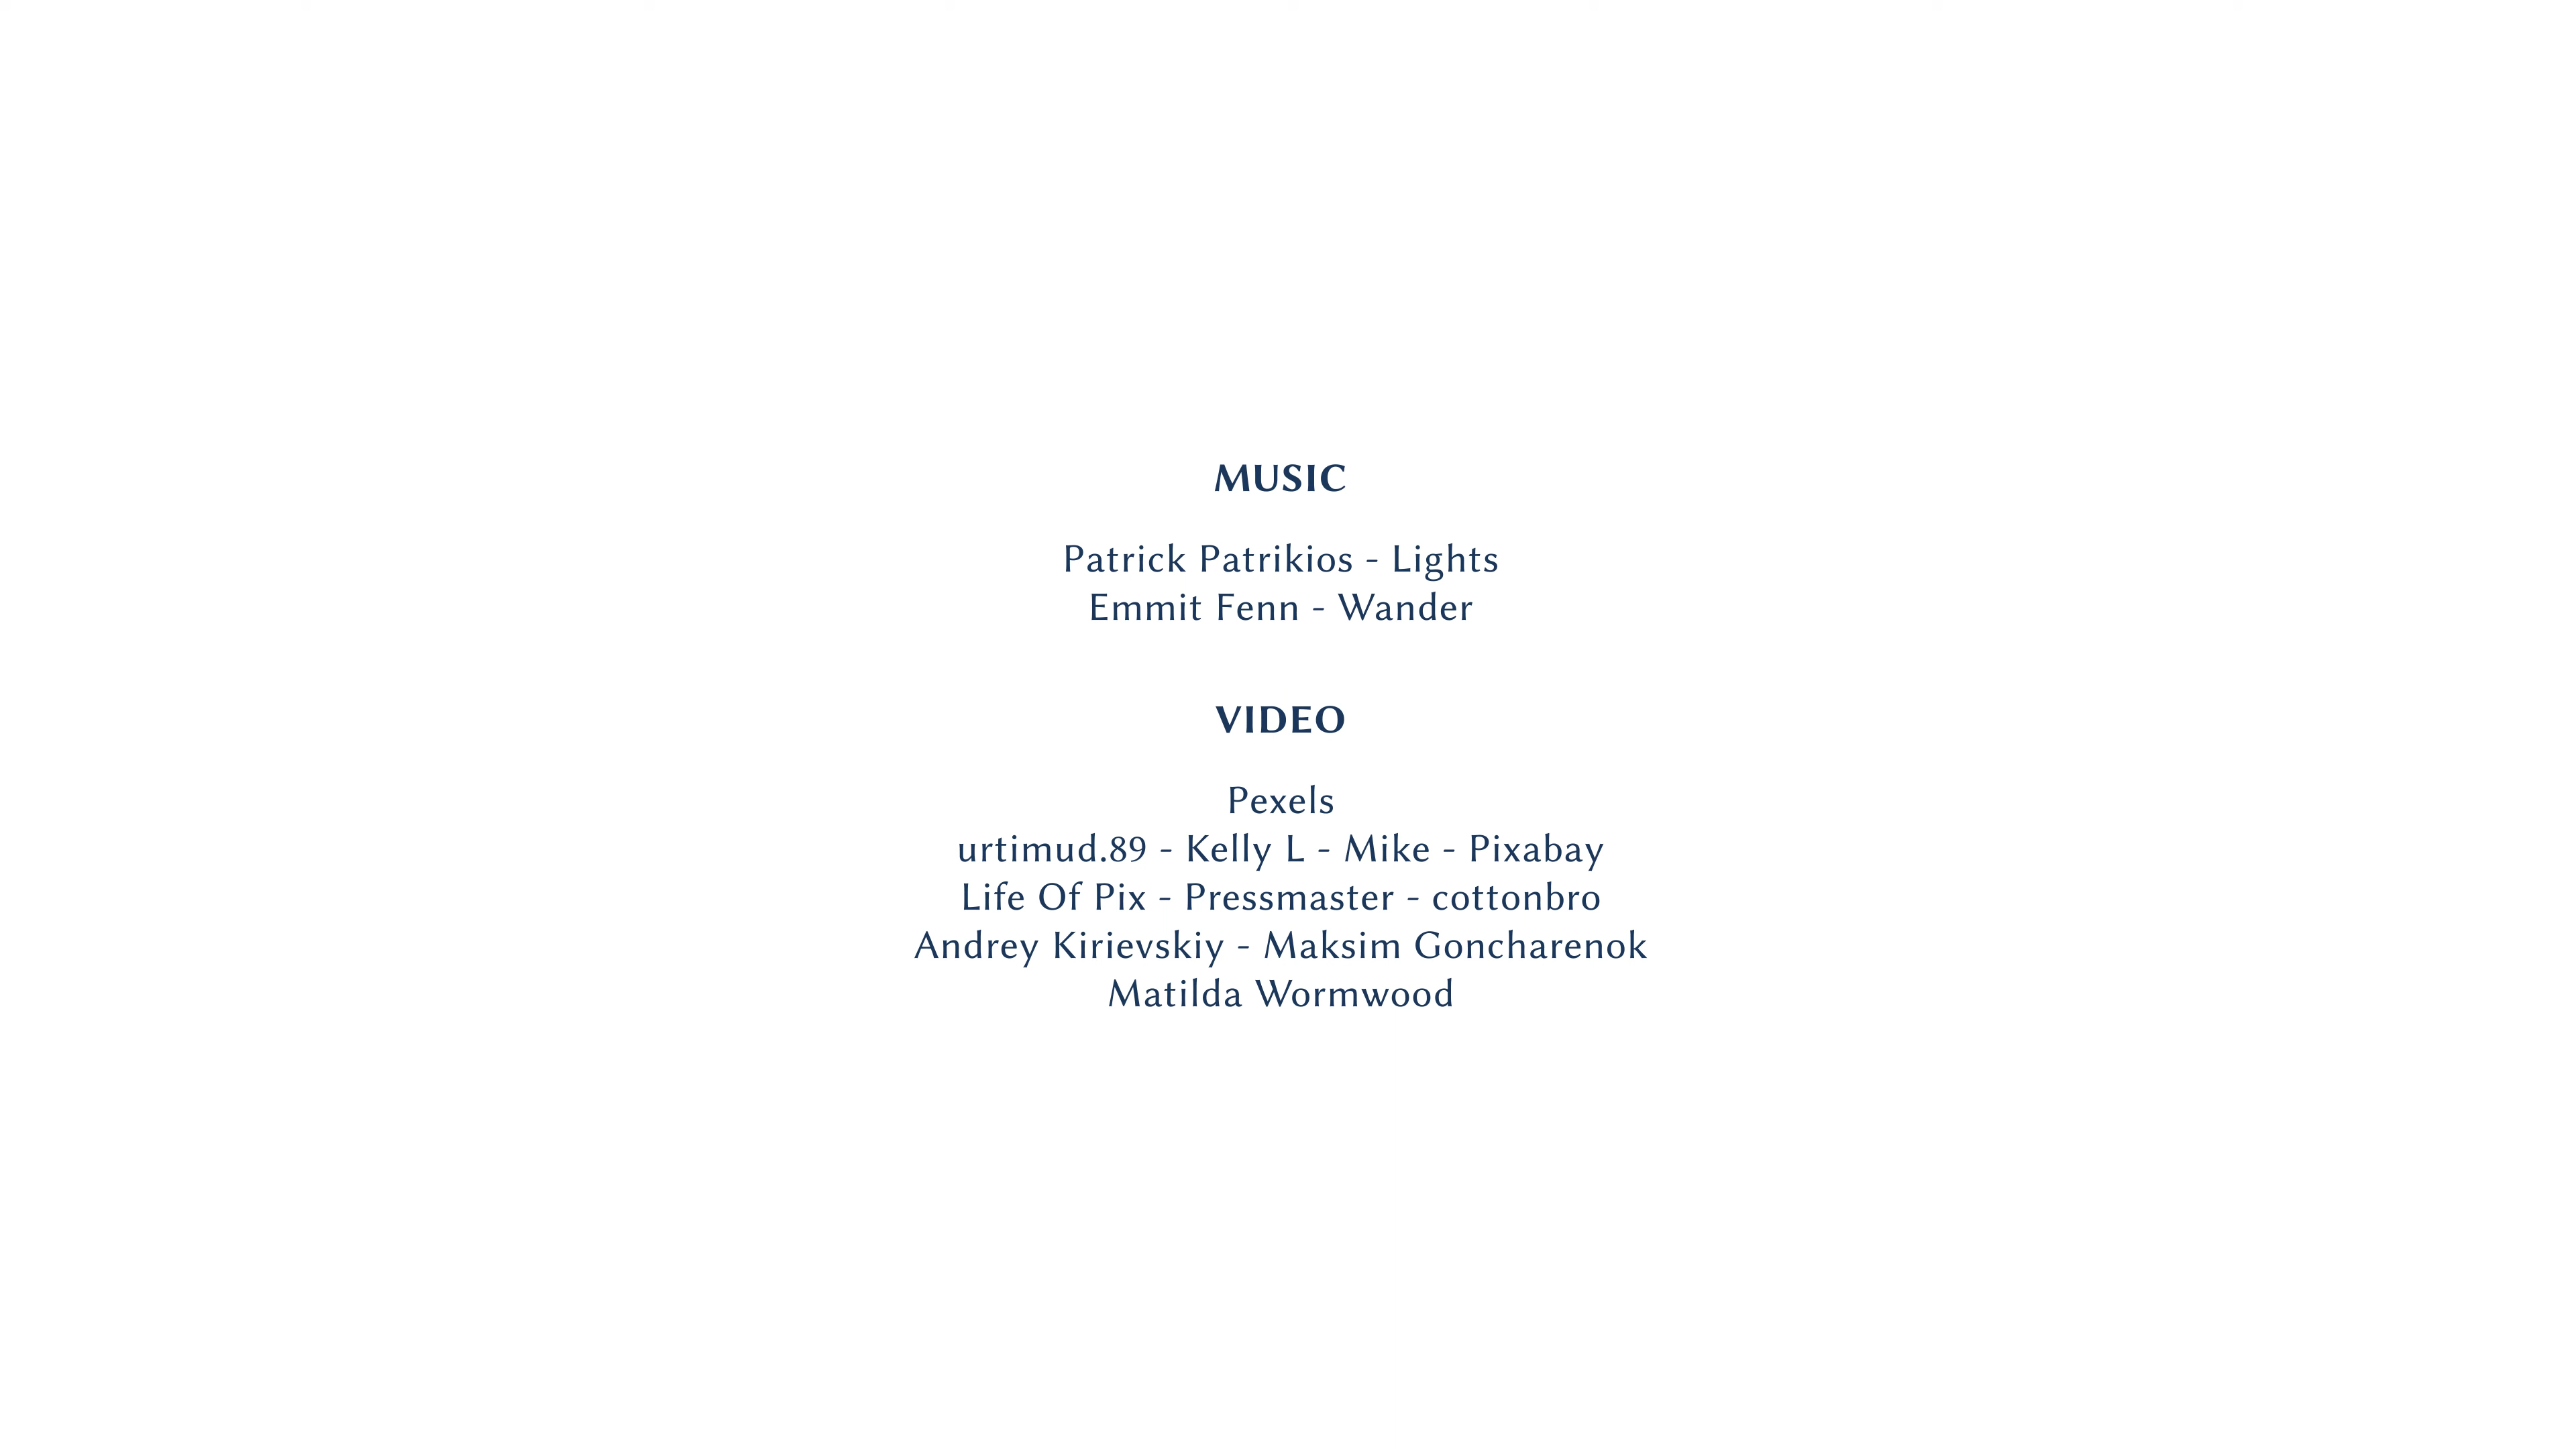 MUSIC
Patrick Patrikios - Lights
Emmit Fenn - Wander
VIDEO
Pexels
urtimud.89 - Kelly L - Mike - Pixabay
Life Of Pix - Pressmaster - cottonbro
Andrey Kirievskiy - Maksim Goncharenok
Matilda Wormwood